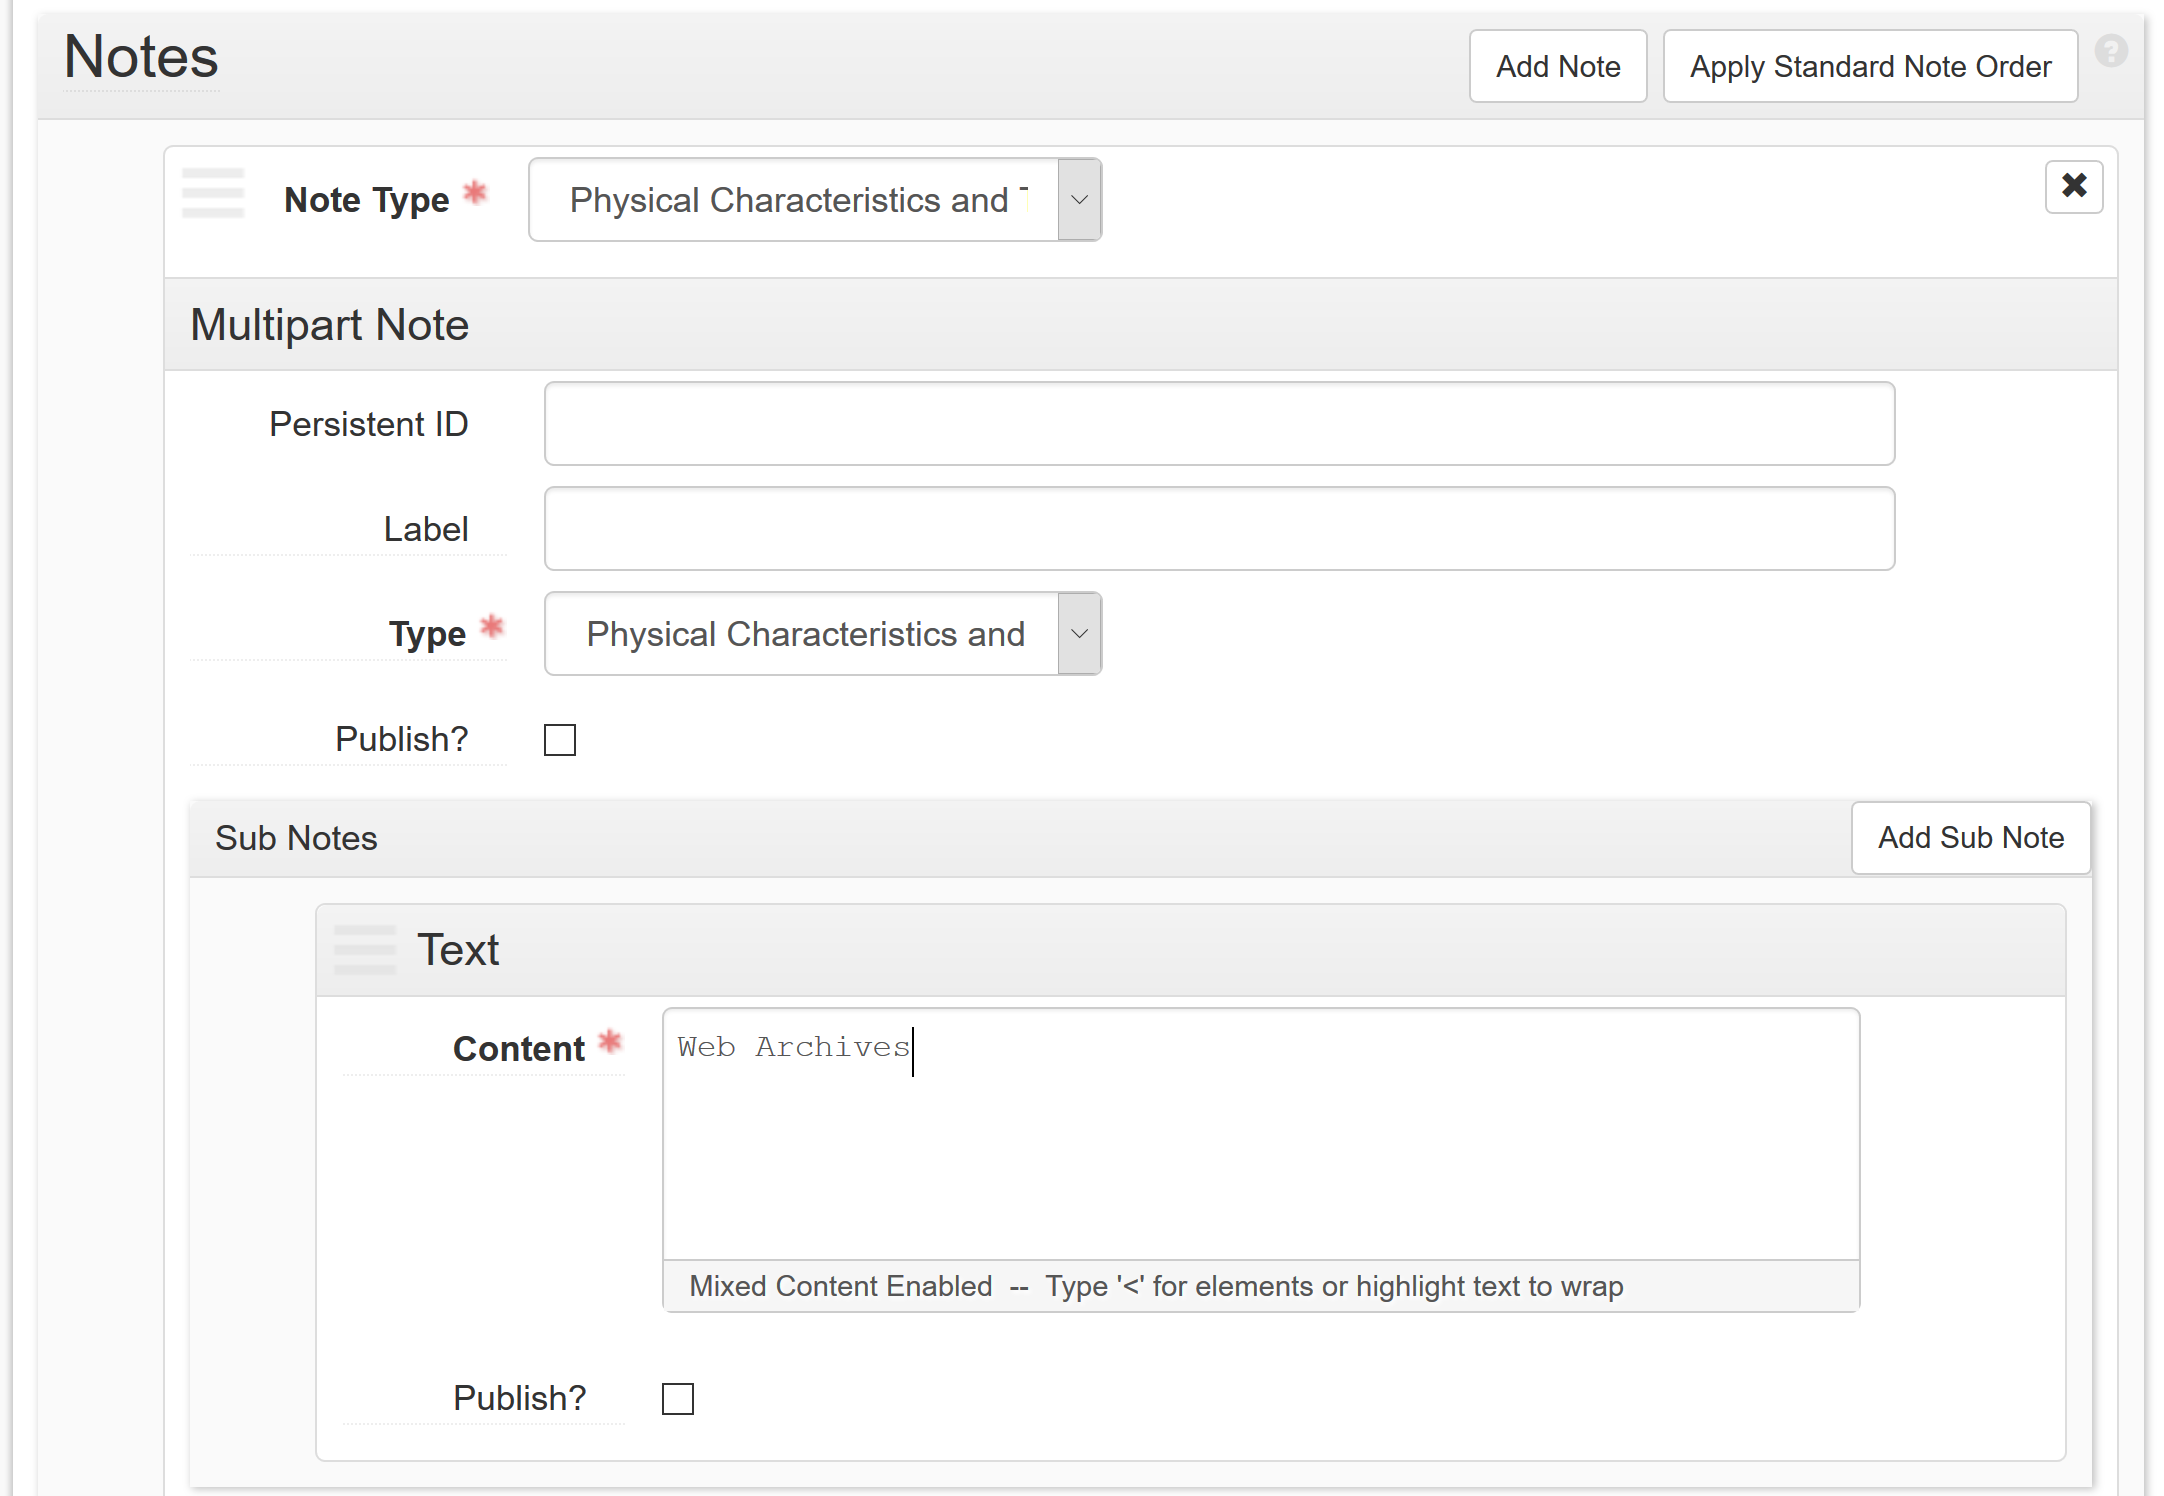 Notes
Add Note
Apply Standard Note Order
?
Note Type *
Physical Characteristics and
Multipart Note
Persistent ID
Label
Type *
Physical Characteristics and
Publish?
Sub Notes
Add Sub Note
Text
Content *
Web Archives
Mixed Content Enabled -- Type '<' for elements or highlight text to wrap
Publish?